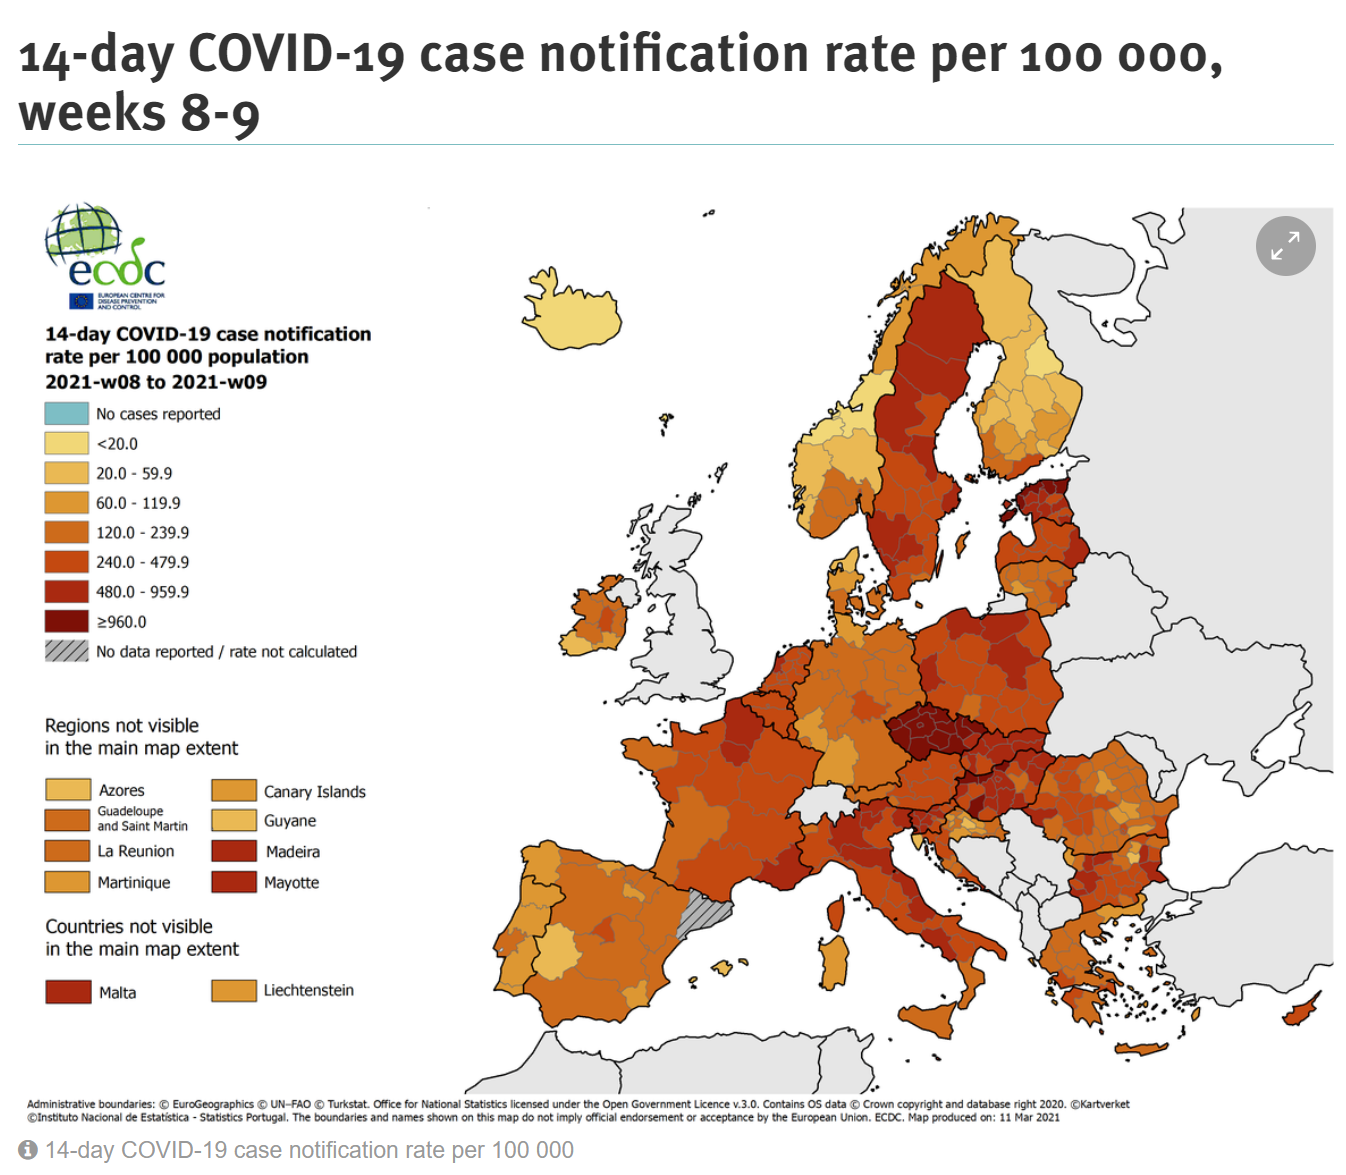 14-day COVID-19 case notification rate per 100 000,
weeks 8-9
ecdc
EUROPEAN CENTRE FOR
DISEASE PREVENTION
AND CONTROL
14-day COVID-19 case notification
rate per 100 000 population
2021-w08 to 2021-w09
No cases reported
<20.0
20.0 - 59.9
60.0 - 119.9
120.0 - 239.9
240.0 - 479.9
480.0 - 959.9
≥960.0
No data reported / rate not calculated
Regions not visible
in the main map extent
Azores
Canary Islands
Guadeloupe
and Saint Martin
Guyane
La Reunion
Madeira
Martinique
Mayotte
Countries not visible
in the main map extent
Malta
Liechtenstein
Administrative boundaries: © EuroGeographics © UN–FAO © Turkstat. Office for National Statistics licensed under the Open Government Licence v.3.0. Contains OS data © Crown copyright and database right 2020. ©Kartverket
©Instituto Nacional de Estatística - Statistics Portugal. The boundaries and names shown on this map do not imply official endorsement or acceptance by the European Union. ECDC. Map produced on: 11 Mar 2021
14-day COVID-19 case notification rate per 100 000